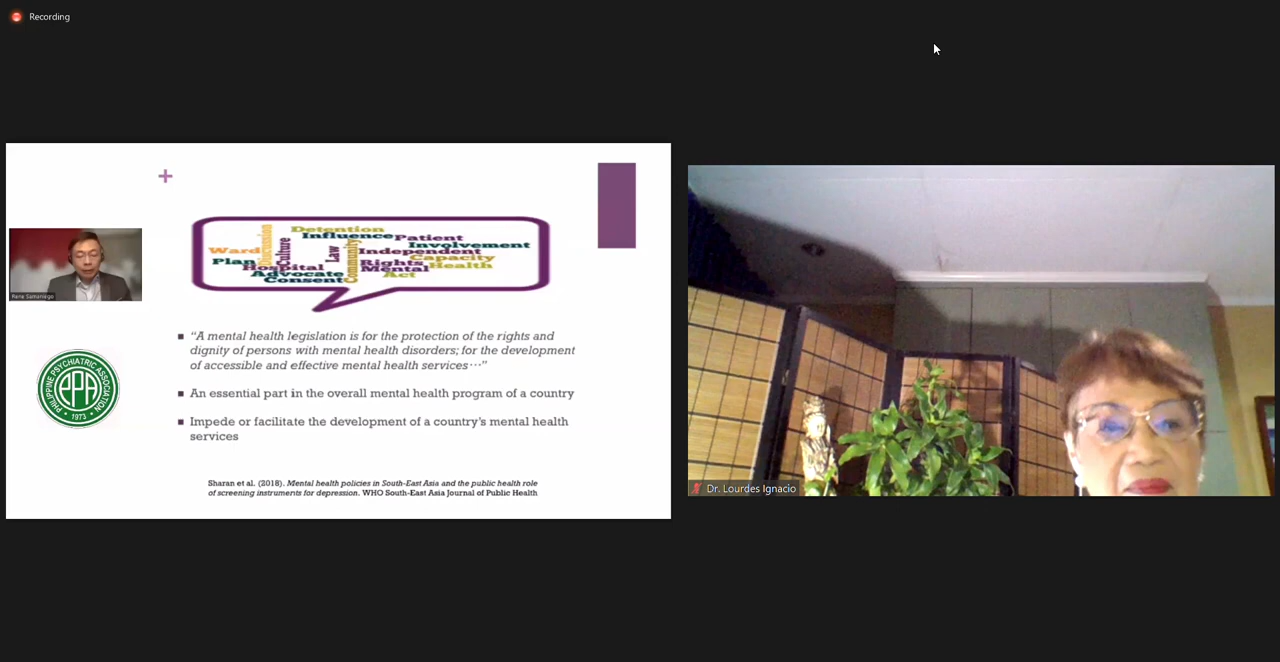 Recording
+
Detention
Influence Patient
Ward Discussion Culture Law Community Involvement
Independent
Plan Rights Capacity
Hospital Mental Health
Advocate Act
Consent
Rene Samaniego
“A mental health legislation is for the protection of the rights and
dignity of persons with mental health disorders; for the development
of accessible and effective mental health services…”
PHILIPPINE PSYCHIATRIC ASSOCIATION
PPA
1973
An essential part in the overall mental health program of a country
Impede or facilitate the development of a country's mental health
services
Sharan et al. (2018). Mental health policies in South-East Asia and the public health role
of screening instruments for depression. WHO South-East Asia Journal of Public Health
Dr. Lourdes Ignacio